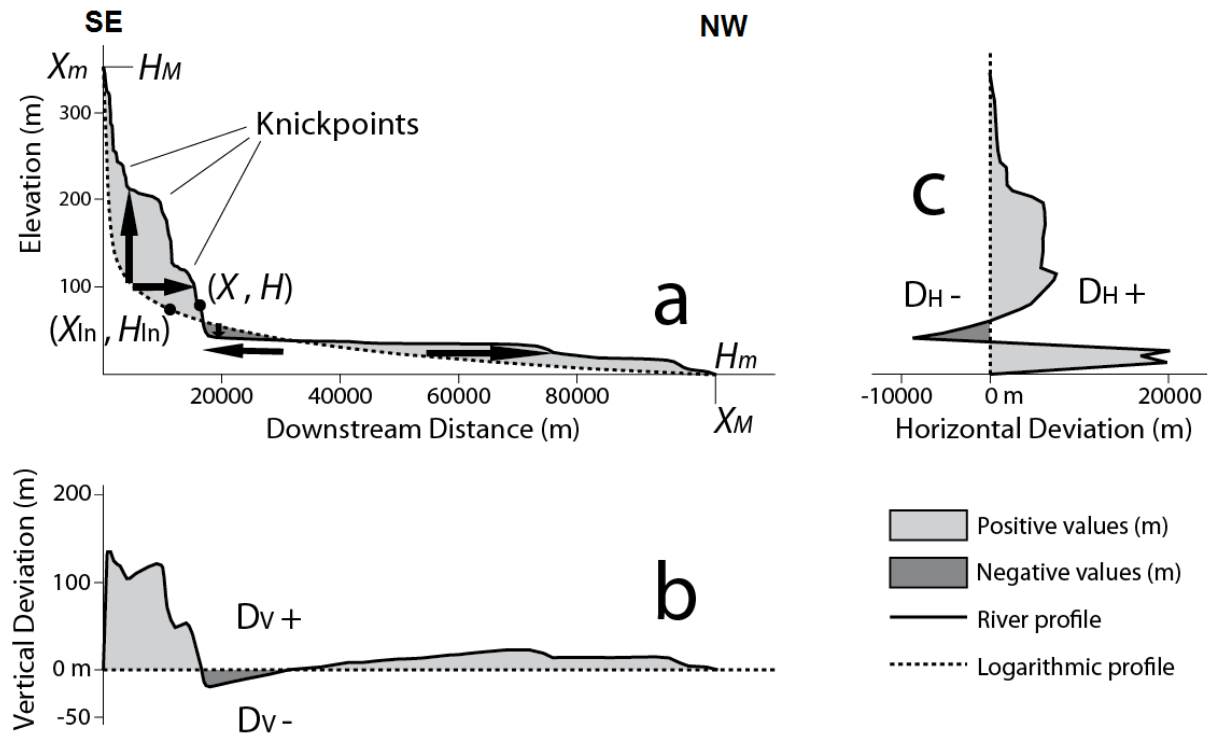 SE
NW
Xm HM
Elevation (m)
300
200
100
Knickpoints
(X , H)
(Xln , Hln)
a
Hm
XM
20000 40000 60000 80000
Downstream Distance (m)
c
DH - DH +
-10000 0 m 20000
Horizontal Deviation (m)
Vertical Deviation (m)
200
100
0 m
-50
DV +
DV -
b
Positive values (m)
Negative values (m)
River profile
Logarithmic profile